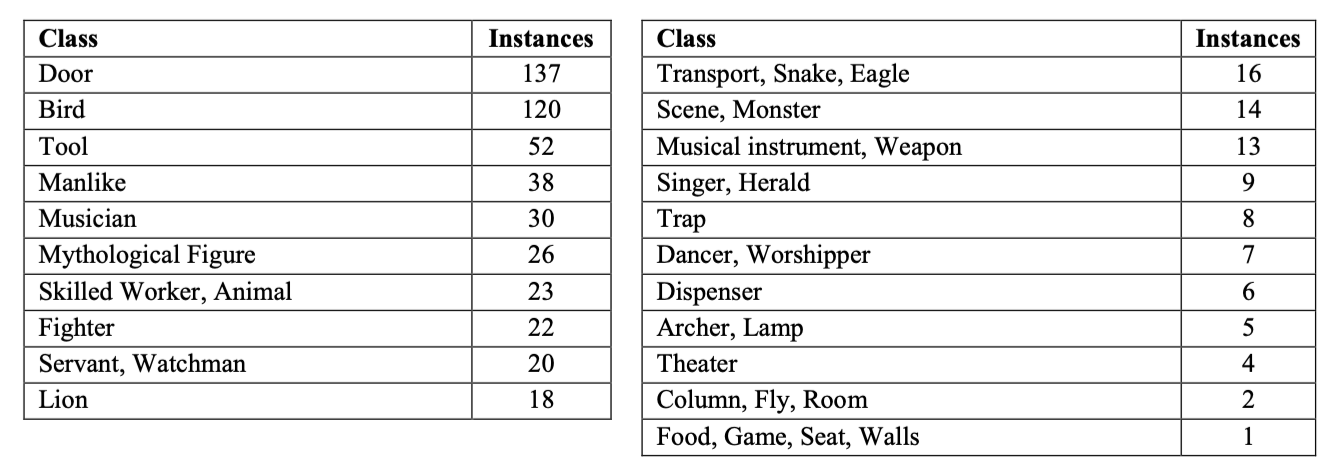 Class Instances
Door 137
Bird 120
Tool 52
Manlike 38
Musician 30
Mythological Figure 26
Skilled Worker, Animal 23
Fighter 22
Servant, Watchman 20
Lion 18
Class Instances
Transport, Snake, Eagle 16
Scene, Monster 14
Musical instrument, Weapon 13
Singer, Herald 9
Trap 8
Dancer, Worshipper 7
Dispenser 6
Archer, Lamp 5
Theater 4
Column, Fly, Room 2
Food, Game, Seat, Walls 1